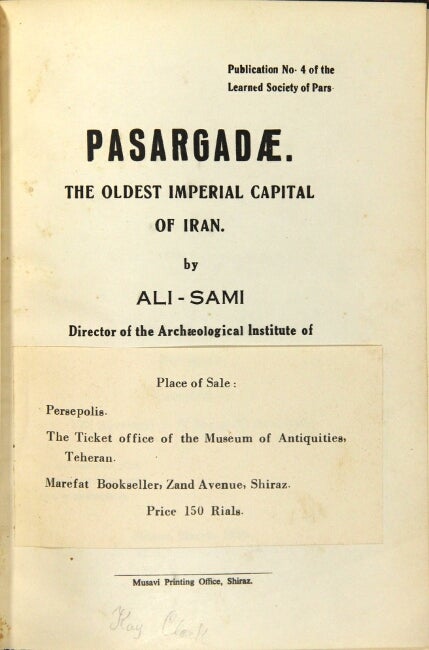 Publication No- 4 of the
Learned Society of Pars.
PASARGADÆ.
THE OLDEST IMPERIAL CAPITAL
OF IRAN.
by
ALI - SAMI
Director of the Archæological Institute of
Place of Sale :
Persepolis.
The Ticket office of the Museum of Antiquities,
Teheran.
Marefat Bookseller, Zand Avenue, Shiraz.
Price 150 Rials.
Musavi Printing Office, Shiraz.
Kay Clark